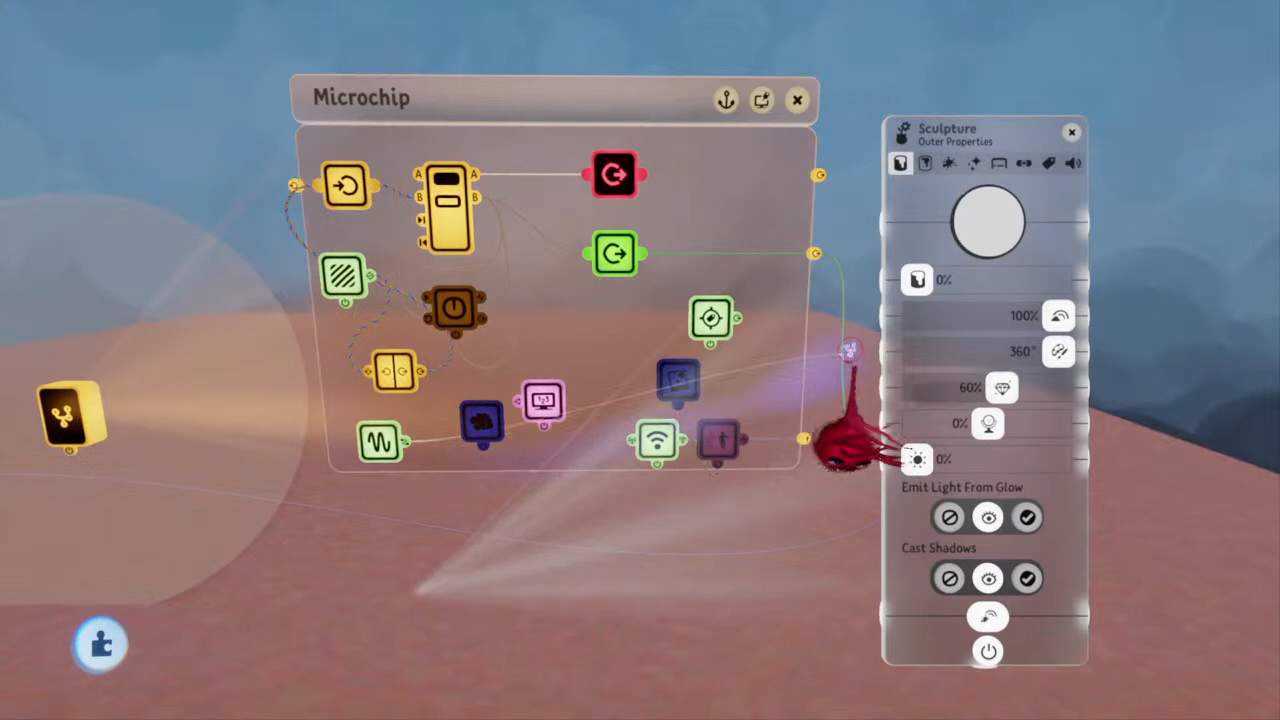 Microchip
A
A
B
B
Sculpture
Outer Properties
0%
100%
360°
60%
0%
0%
Emit Light From Glow
Cast Shadows